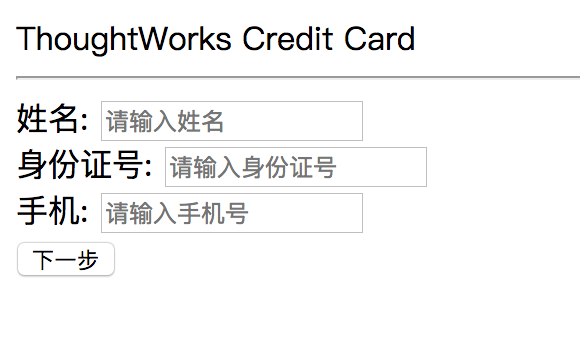 ThoughtWorks Credit Card
姓名: 请输入姓名
身份证号: 请输入身份证号
手机: 请输入手机号
下一步